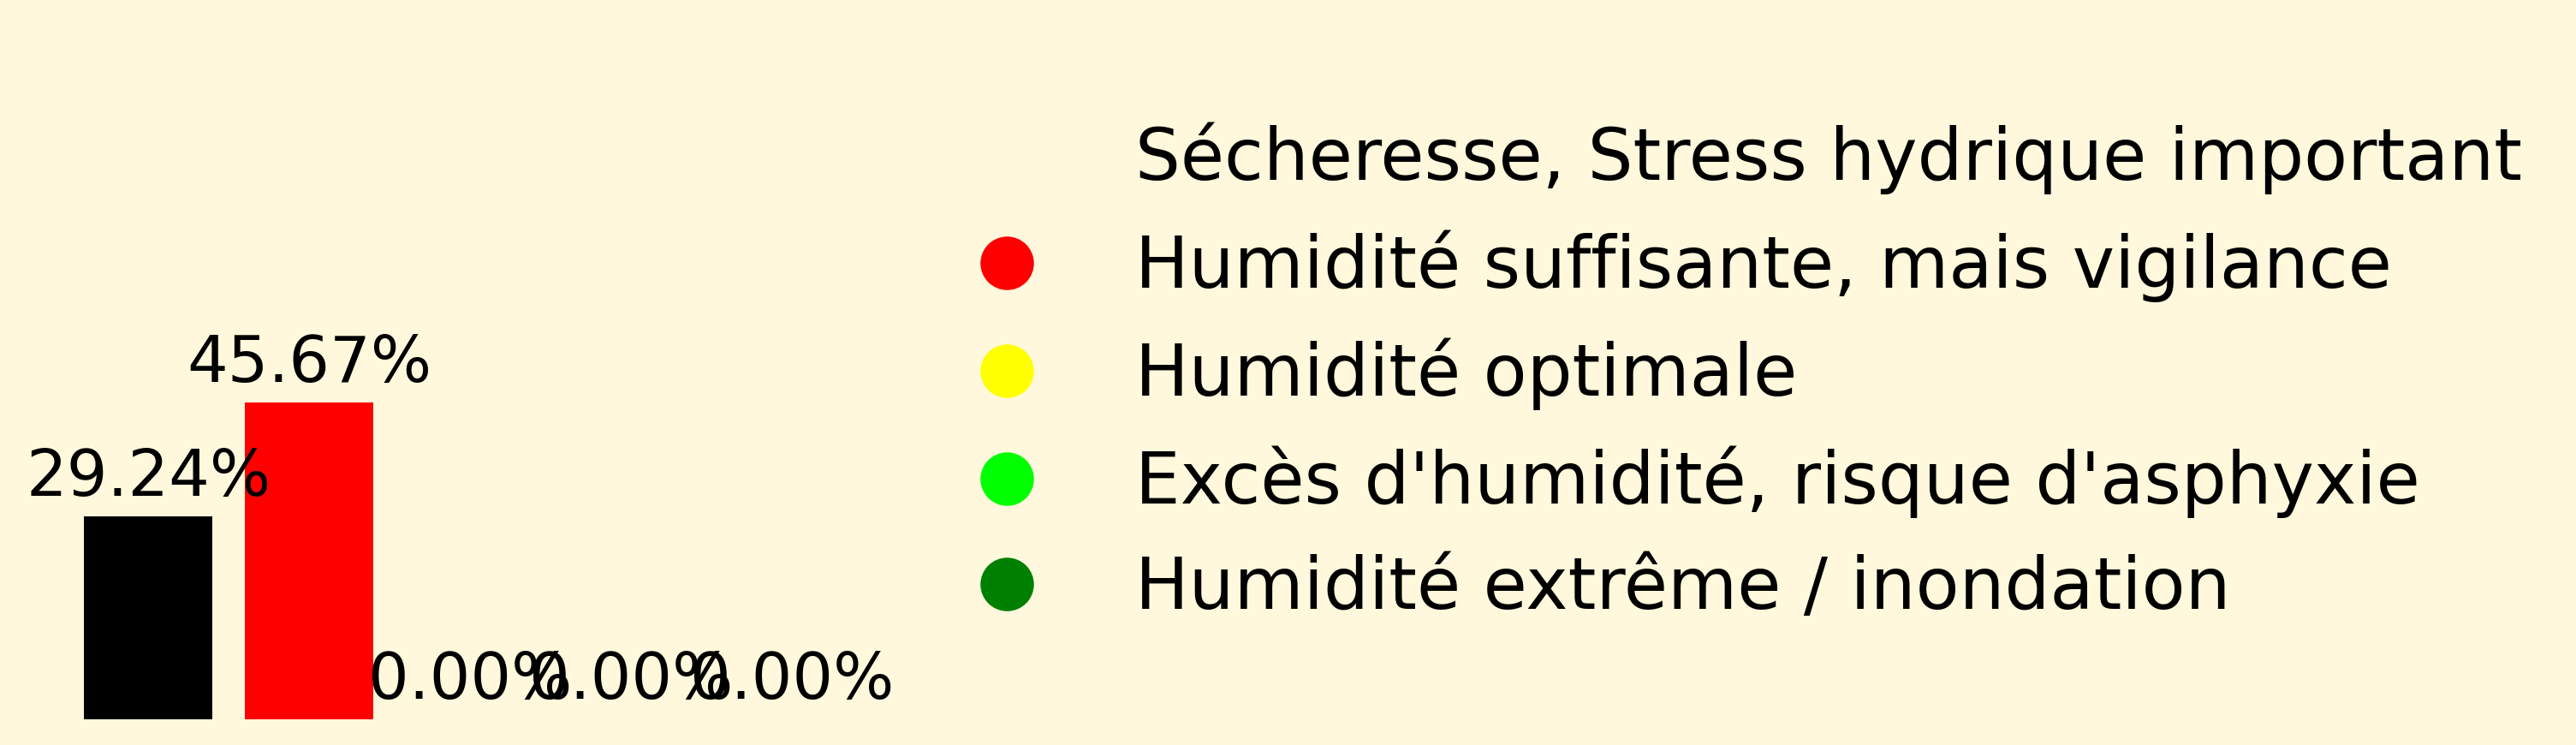 Sécheresse, Stress hydrique important
Humidité suffisante, mais vigilance
Humidité optimale
Excès d'humidité, risque d'asphyxie
Humidité extrême / inondation
45.67%
29.24%
0.00% 0.00% 0.00%